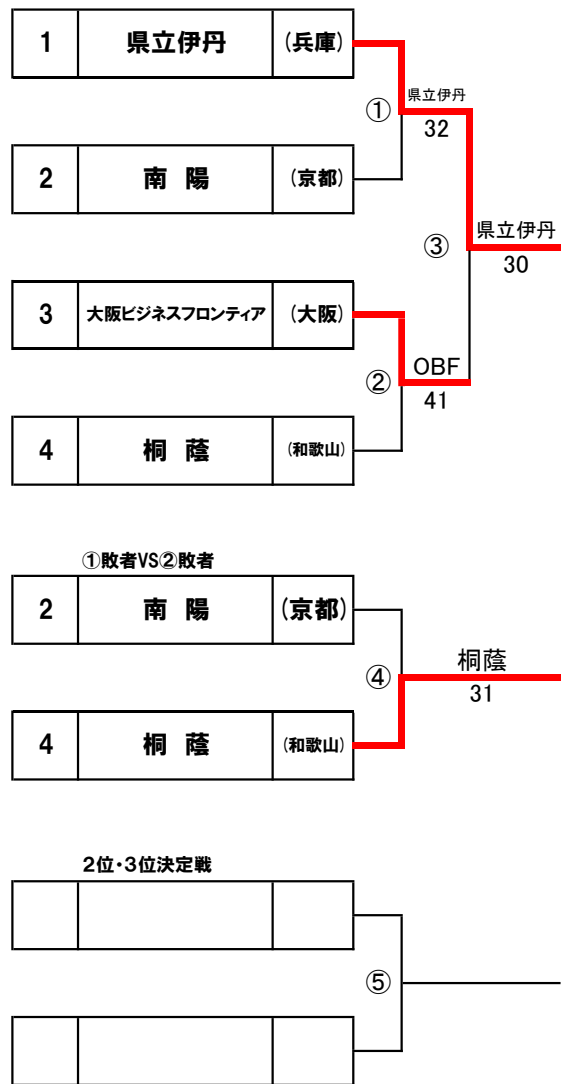 1 県立伊丹 (兵庫)
県立伊丹
①
32
2 南 陽 (京都)
県立伊丹
③
30
3 大阪ビジネスフロンティア (大阪)
OBF
②
41
4 桐 蔭 (和歌山)
①敗者VS②敗者
2 南 陽 (京都)
桐蔭
④
31
4 桐 蔭 (和歌山)
2位・3位決定戦
⑤